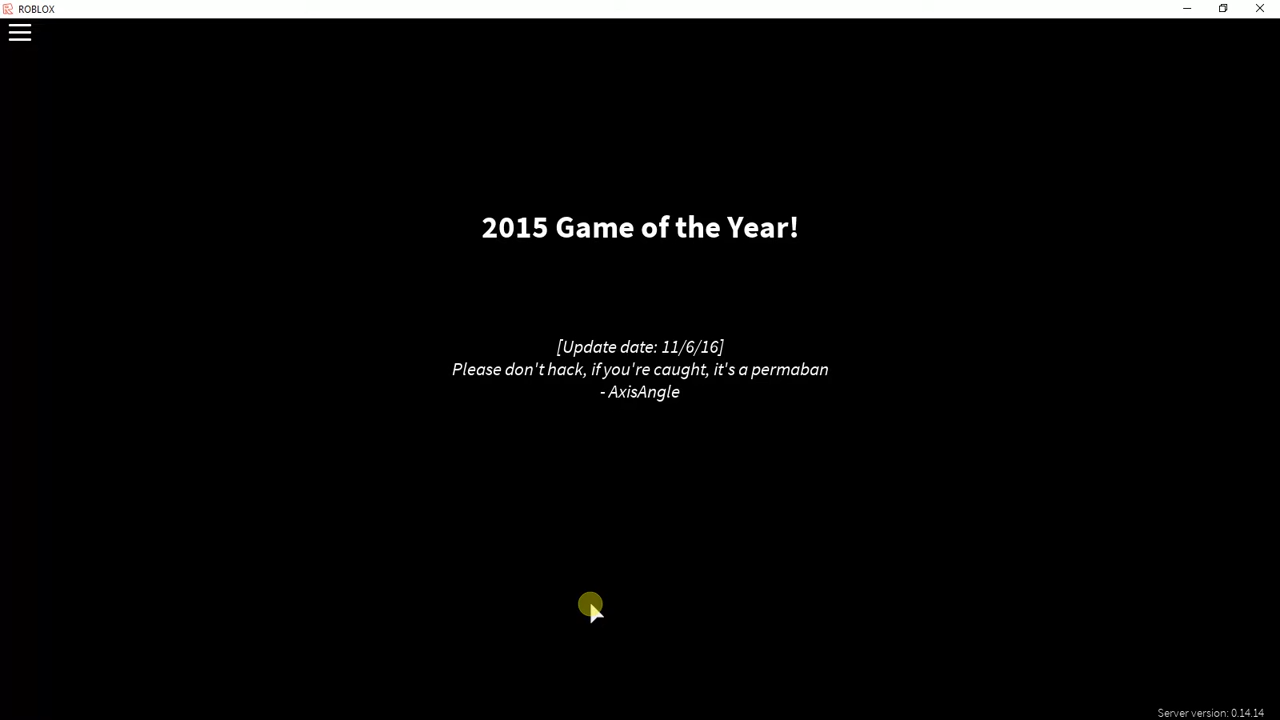 ROBLOX
2015 Game of the Year!
[Update date: 11/6/16]
Please don't hack, if you're caught, it's a permaban
- AxisAngle
Server version: 0.14.14